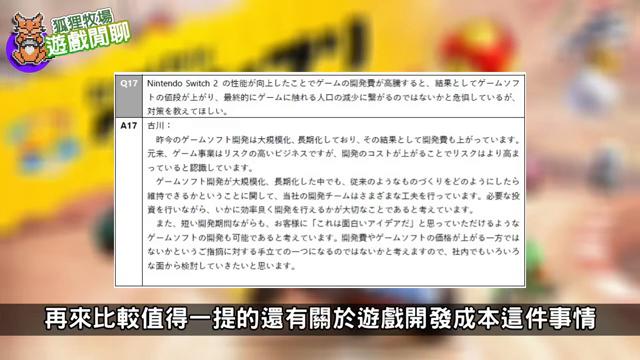 狐狸牧場
遊戲閒聊
Q17
Nintendo Switch 2 の性能が向上したことでゲームの開発費が高騰すると、結果としてゲームソフ
トの値段が上がり、最終的にゲームに触れる人口の減少に繋がるのではないかと危惧しているが、
対策を教えてほしい。
A17
古川：
昨今のゲームソフト開発は大規模化、長期化しており、その結果として開発費も上がっています。
元来、ゲーム事業はリスクの高いビジネスですが、開発のコストが上がることでリスクはより高ま
っていると認識しています。
ゲームソフト開発が大規模化、長期化した中でも、従来のようなものづくりをどのようにしたら
維持できるかということに関して、当社の開発チームはさまざまな工夫を行っています。必要な投
資を行いながら、いかに効率良く開発を行えるかが大切なことであると考えています。
また、短い開発期間ながらも、お客様に「これは面白いアイデアだ」と思っていただけるような
ゲームソフトの開発も可能であると考えています。開発費やゲームソフトの価格が上がる一方では
ないかというご指摘に対する手立ての一つになるのではないかと考えますので、社内でもいろいろ
な面から検討していきたいと思います。
再來比較值得一提的還有關於遊戲開發成本這件事情